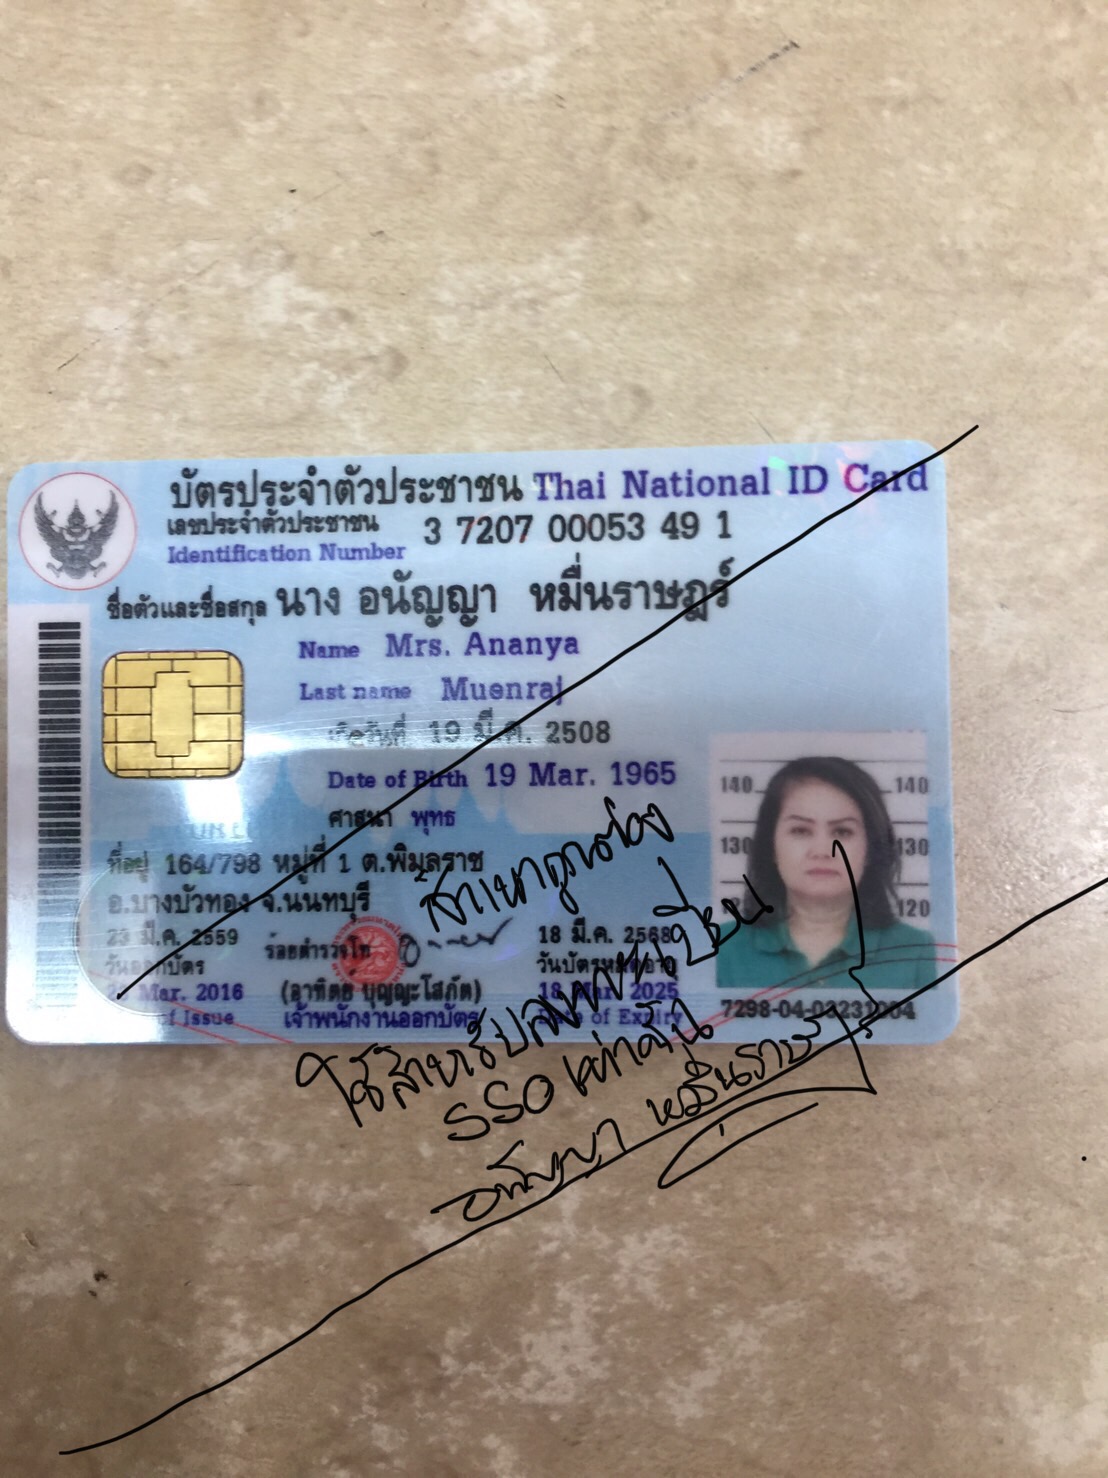 บัตรประจำตัวประชาชน Thai National ID Card
เลขประจำตัวประชาชน 3 7207 00053 49 1
Identification Number
ชื่อตัวและชื่อสกุล นาง อนัญญา หมื่นราษฎร์
Name Mrs. Ananya
Last name Muenraj
เกิดวันที่ 19 มี.ค. 2508
Date of Birth 19 Mar. 1965
ศาสนา พุทธ
ที่อยู่ 164/798 หมู่ที่ 1 ต.พิมลราช
อ.บางบัวทอง จ.นนทบุรี
23 มี.ค. 2559
วันออกบัตร
Mar. 2016
of Issue
ร้อยตำรวจโท
(อาทิตย์ บุญญะโสภัต)
เจ้าพนักงานออกบัตร
18 มี.ค. 2568
วันบัตรหมดอายุ
18 Mar. 2025
Date of Expiry
140 140
130 130
120
7298-04-03231004
สำเนาถูกต้อง
ใช้สำหรับลงทะเบียน
SSO เท่านั้น
อนัญญา หมื่นราษฎร์